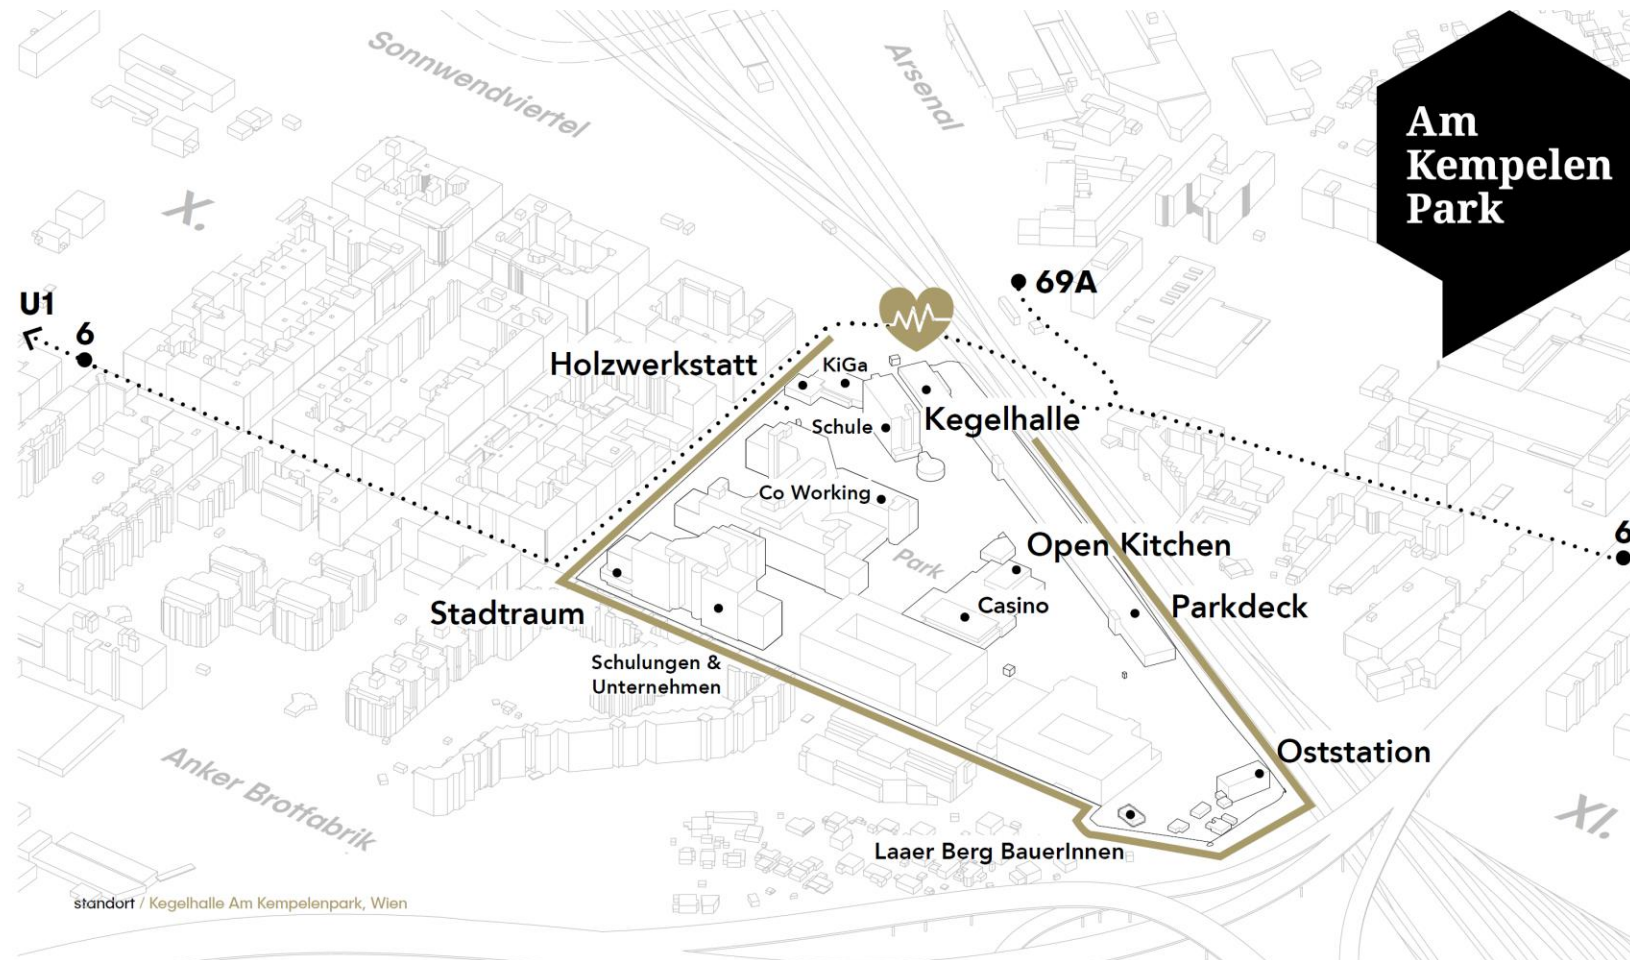 Sonnwendviertel
Arsenal
Am
Kempelen
Park
X.
69A
U1
6
Holzwerkstatt
KiGa
Kegelhalle
Schule
Co Working
6
Open Kitchen
Park
Casino
Parkdeck
Stadtraum
Schulungen &
Unternehmen
Oststation
Anker Brotfabrik
XI.
Laaer Berg BauerInnen
standort / Kegelhalle Am Kempelenpark, Wien